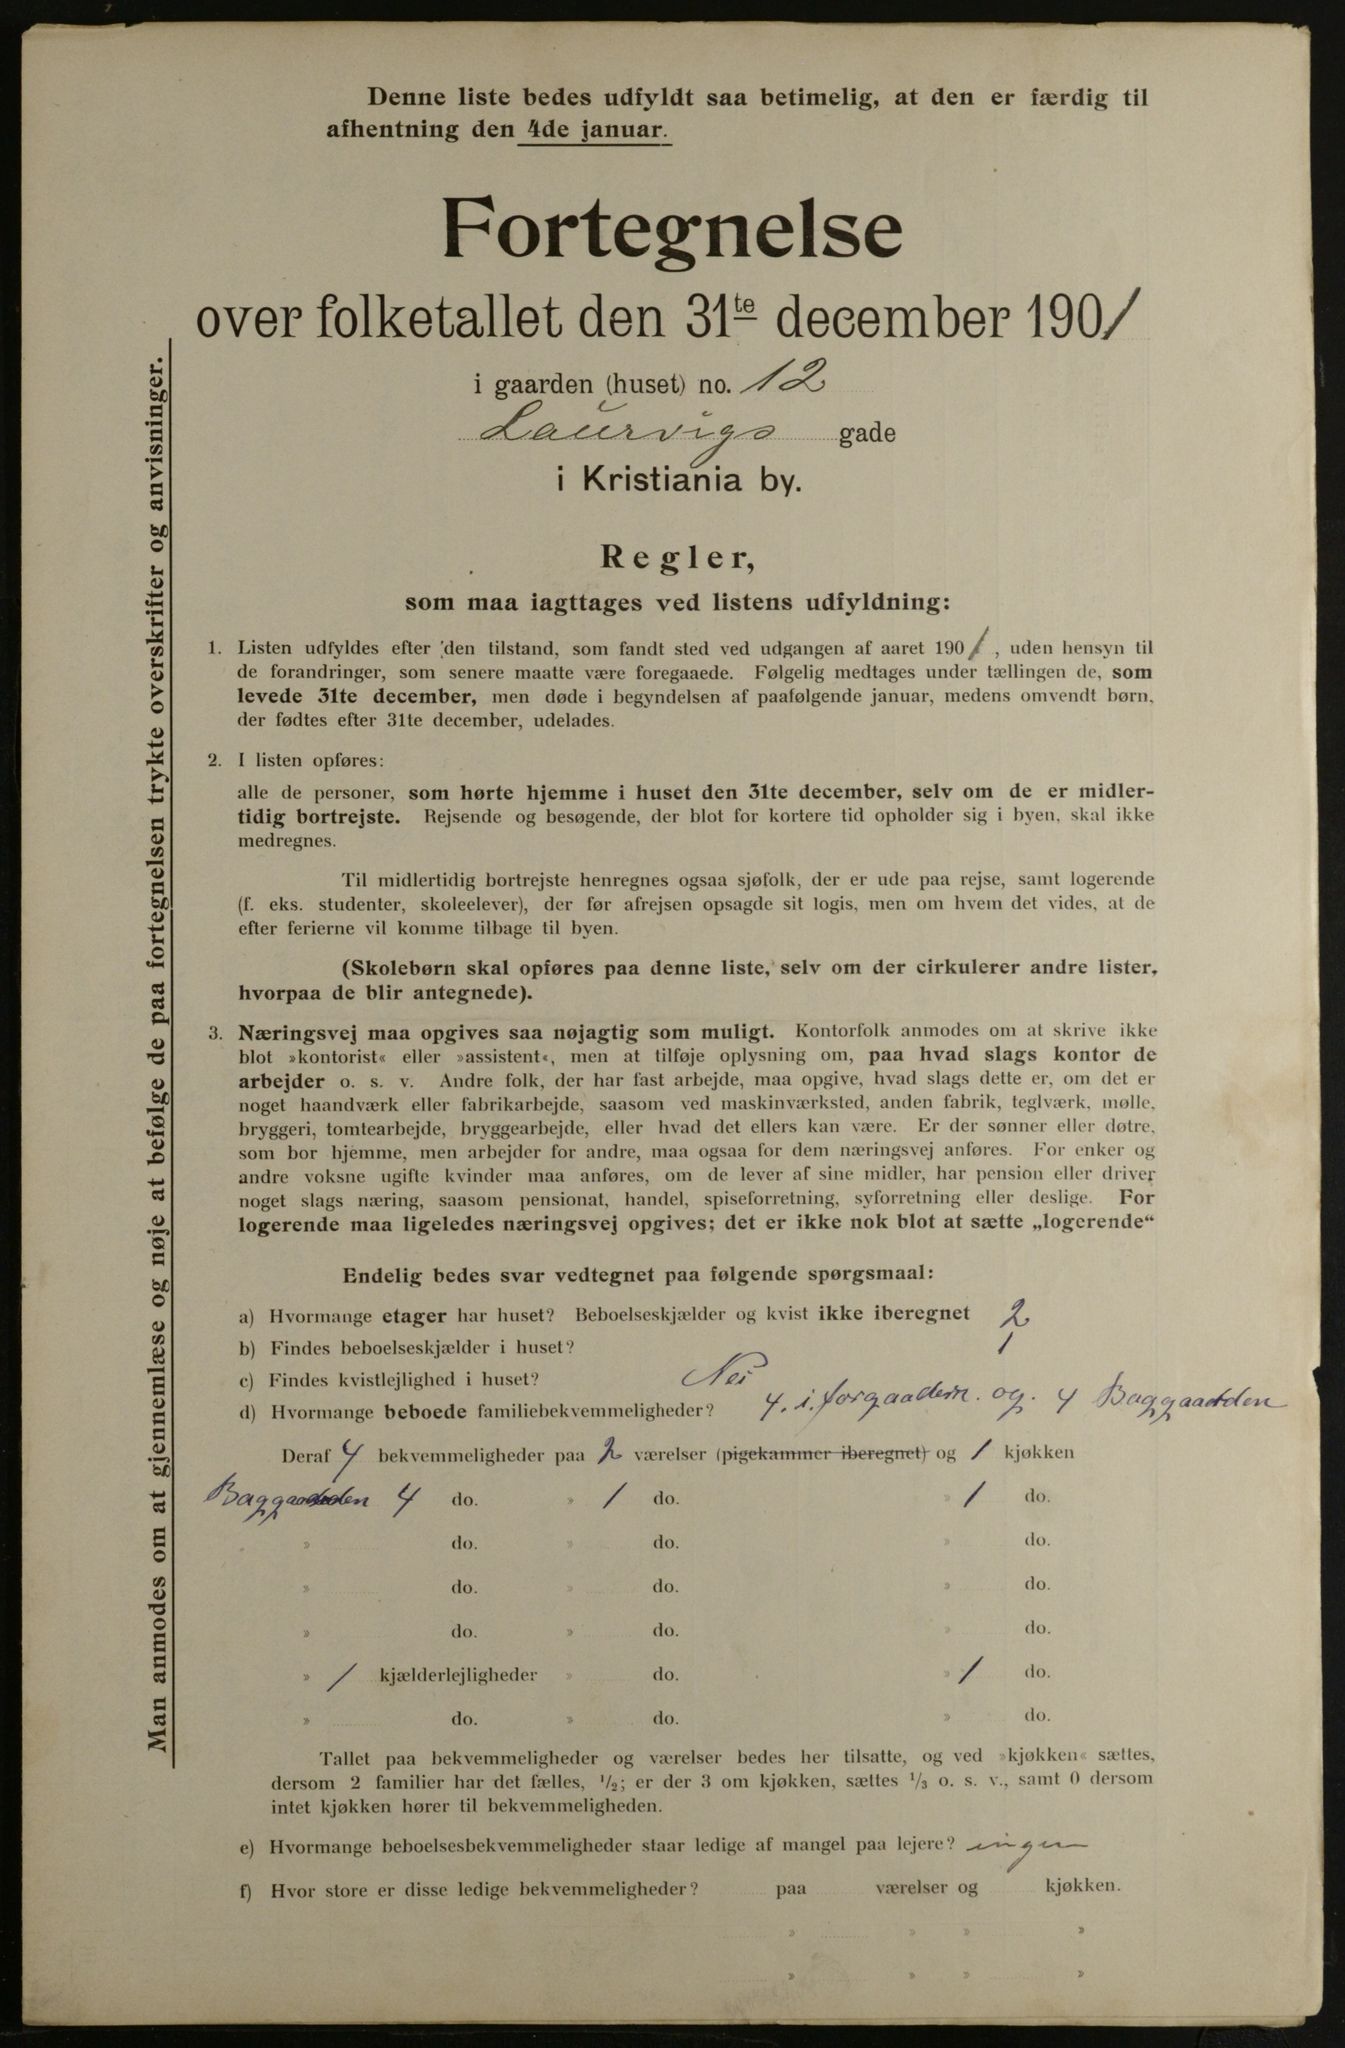 Denne liste bedes udfyldt saa betimelig, at den er færdig til
afhentning den 4de januar.
Fortegnelse
over folketallet den 31te december 1901
i gaarden (huset) no. 12
Laurvigs gade
i Kristiania by.
Regler,
som maa iagttages ved listens udfyldning:
1. Listen udfyldes efter den tilstand, som fandt sted ved udgangen af aaret 1901, uden hensyn til
de forandringer, som senere maatte være foregaaede. Følgelig medtages under tællingen de, som
levede 31te december, men døde i begyndelsen af paafølgende januar, medens omvendt børn,
der fødtes efter 31te december, udelades.
2. I listen opføres:
alle de personer, som hørte hjemme i huset den 31te december, selv om de er midler-
tidig bortrejste. Rejsende og besøgende, der blot for kortere tid opholder sig i byen, skal ikke
medregnes.
Til midlertidig bortrejste henregnes ogsaa sjøfolk, der er ude paa rejse, samt logerende
(f. eks. studenter, skoleelever), der før afrejsen opsagde sit logis, men om hvem det vides, at de
efter ferierne vil komme tilbage til byen.
(Skolebørn skal opføres paa denne liste, selv om der cirkulerer andre lister,
hvorpaa de blir antegnede).
3. Næringsvej maa opgives saa nøjagtig som muligt. Kontorfolk anmodes om at skrive ikke
blot »kontorist« eller »assistent«, men at tilføje oplysning om, paa hvad slags kontor de
arbejder o. s. v. Andre folk, der har fast arbejde, maa opgive, hvad slags dette er, om det er
noget haandværk eller fabrikarbejde, saasom ved maskinværksted, anden fabrik, teglværk, mølle,
bryggeri, tomtearbejde, bryggearbejde, eller hvad det ellers kan være. Er der sønner eller døtre,
som bor hjemme, men arbejder for andre, maa ogsaa for dem næringsvej anføres. For enker og
andre voksne ugifte kvinder maa anføres, om de lever af sine midler, har pension eller driver
noget slags næring, saasom pensionat, handel, spiseforretning, syforretning eller deslige. For
logerende maa ligeledes næringsvej opgives; det er ikke nok blot at sætte „logerende“
Endelig bedes svar vedtegnet paa følgende spørgsmaal:
a) Hvormange etager har huset? Beboelseskjælder og kvist ikke iberegnet 2
b) Findes beboelseskjælder i huset? 1
c) Findes kvistlejlighed i huset? Nei
d) Hvormange beboede familiebekvemmeligheder? 4. i. forgaadern. og. 4 Baggaarden
Deraf 4 bekvemmeligheder paa 2 værelser (pigekammer iberegnet) og 1 kjøkken
Baggaarden 4 do. » 1 do. » 1 do.
» do. » do. » do.
» do. » do. » do.
» do. » do. » do.
» 1 kjælderlejligheder » do. » 1 do.
» do. » do. » do.
Tallet paa bekvemmeligheder og værelser bedes her tilsatte, og ved »kjøkken« sættes,
dersom 2 familier har det fælles, 1/2; er der 3 om kjøkken, sættes 1/3 o. s. v., samt 0 dersom
intet kjøkken hører til bekvemmeligheden.
e) Hvormange beboelsesbekvemmeligheder staar ledige af mangel paa lejere? ingen
f) Hvor store er disse ledige bekvemmeligheder? paa værelser og kjøkken.
» » » »
» » » »
Man anmodes om at gjennemlæse og nøje at befølge de paa fortegnelsen trykte overskrifter og anvisninger.